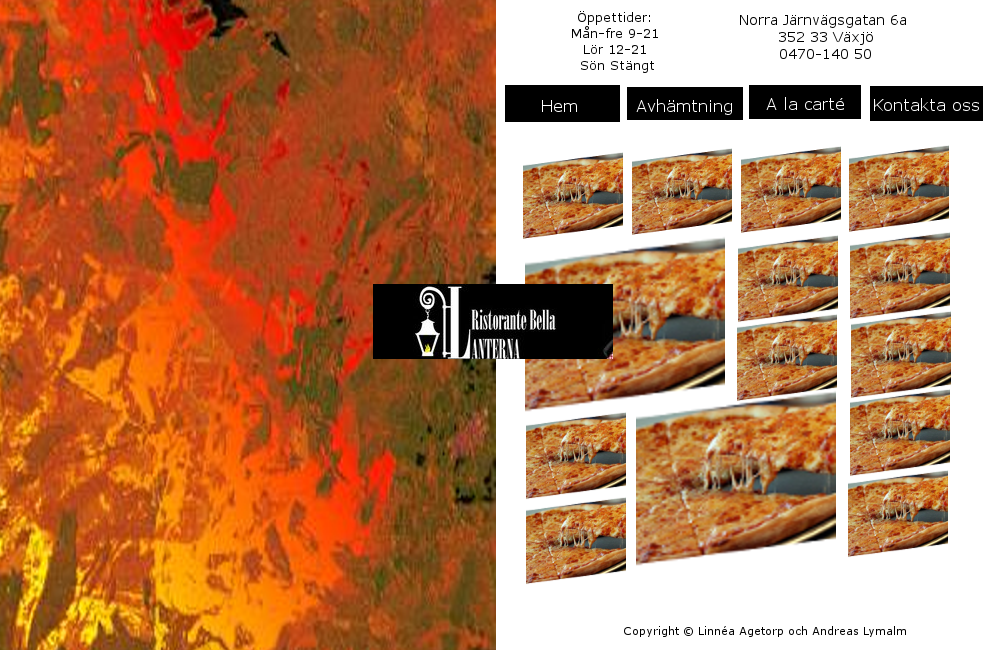 Öppettider:
Mån-fre 9-21
Lör 12-21
Sön Stängt
Norra Järnvägsgatan 6a
352 33 Växjö
0470-140 50
Hem
Avhämtning
A la carté
Kontakta oss
Ristorante Bella
LANTERNA
Copyright © Linnéa Agetorp och Andreas Lymalm